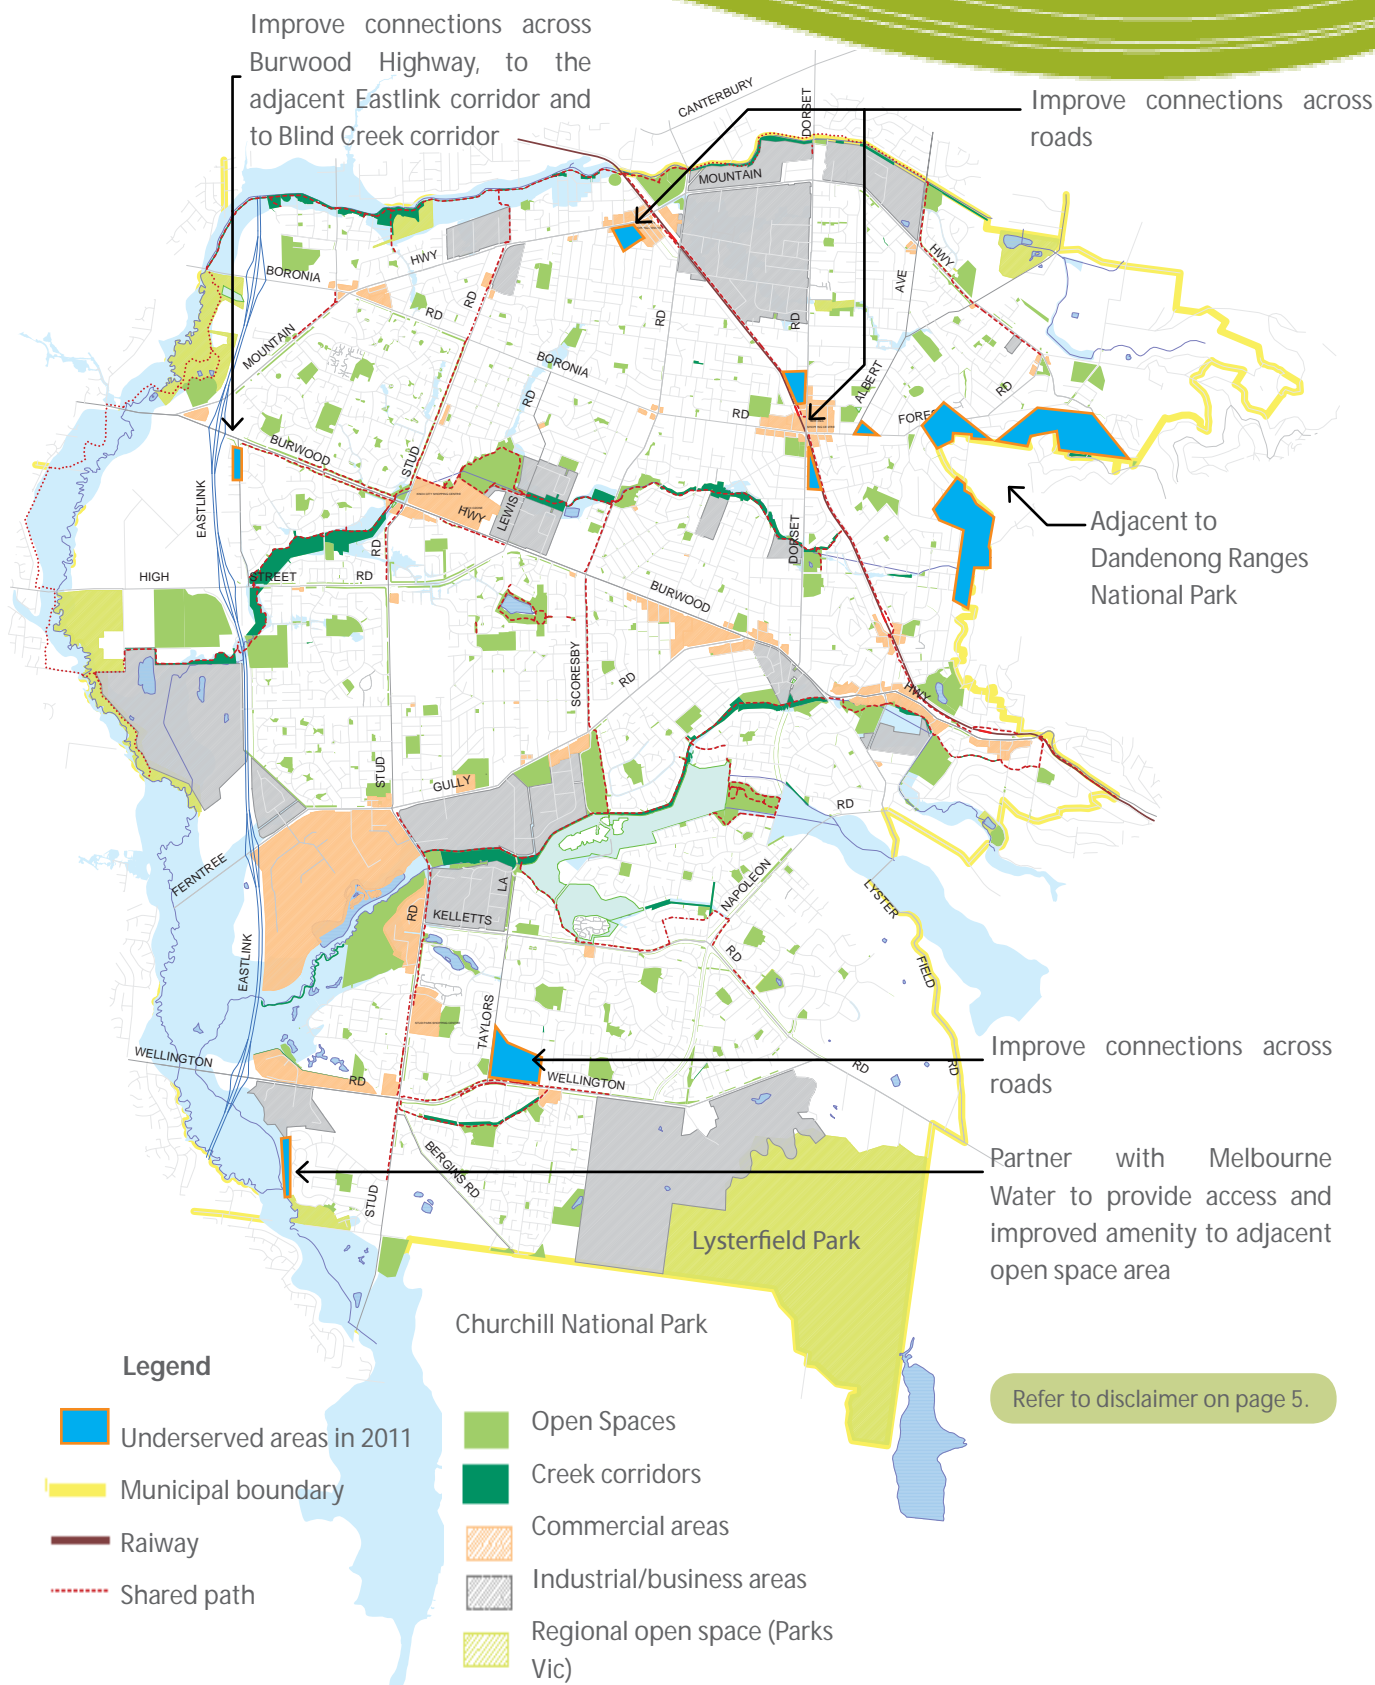 Improve connections across
Burwood Highway, to the
adjacent Eastlink corridor and
to Blind Creek corridor
Improve connections across
roads
CANTERBURY
DORSET
MOUNTAIN
HWY
BORONIA
HWY
RD
RD
RD
RD
AVE
MOUNTAIN
BORONIA
RD
RD
ALBERT
RD
FORES
BURWOOD
STUD
EASTLINK
HWY
LEWIS
DORSET
Adjacent to
Dandenong Ranges
National Park
HIGH
STREET
RD
RD
BURWOOD
SCORESBY
RD
HWY
STUD
GULLY
RD
FERNTREE
LA
NAPOLEON
LYSTER
KELLETTS
RD
RD
FIELD
EASTLINK
TAYLORS
WELLINGTON
RD
WELLINGTON
RD
RD
Improve connections across
roads
BERGINS RD
STUD
Partner with Melbourne
Water to provide access and
improved amenity to adjacent
open space area
Lysterfield Park
Churchill National Park
Legend
Underserved areas in 2011
Municipal boundary
Raiway
Shared path
Open Spaces
Creek corridors
Commercial areas
Industrial/business areas
Regional open space (Parks
Vic)
Refer to disclaimer on page 5.